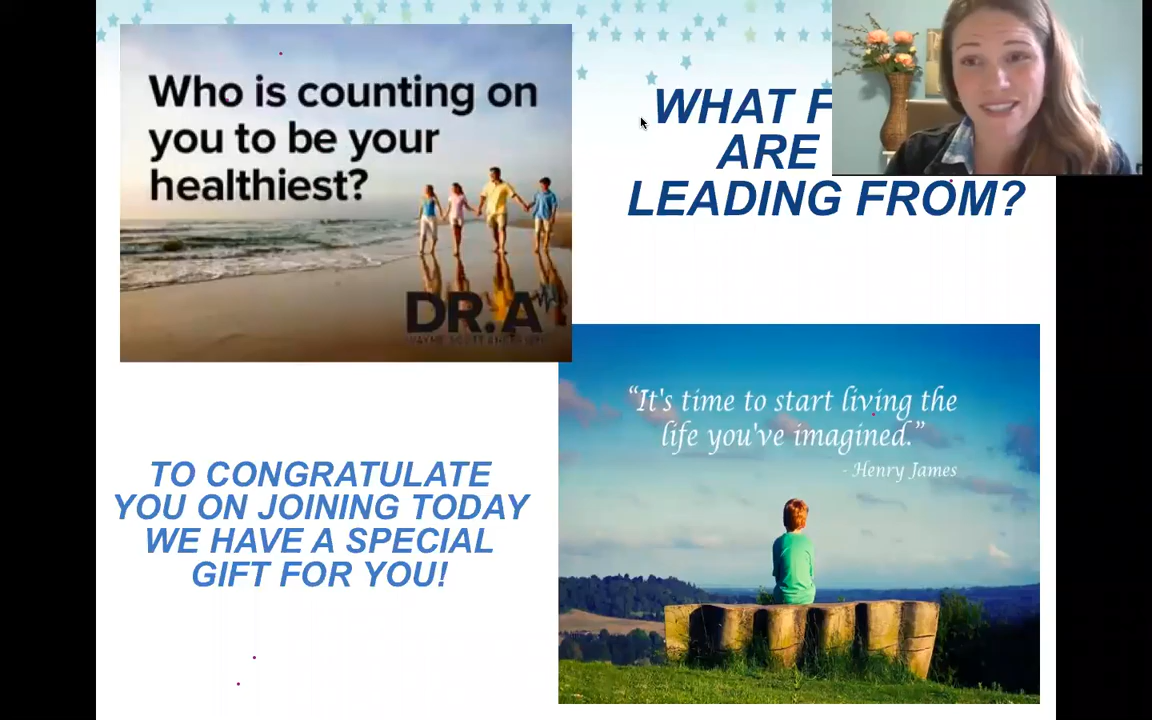 Who is counting on
you to be your
healthiest?
DR.A
WHAT
ARE
LEADING FROM?
"It's time to start living the
life you've imagined."
- Henry James
TO CONGRATULATE
YOU ON JOINING TODAY
WE HAVE A SPECIAL
GIFT FOR YOU!